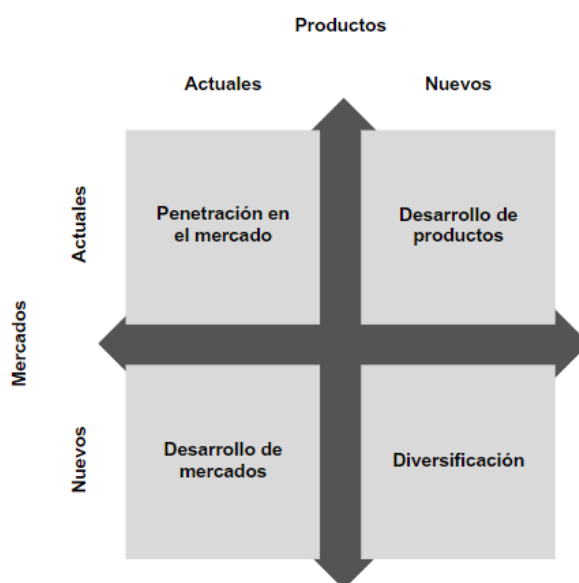 Productos
Actuales
Nuevos
Actuales
Penetración en
el mercado
Desarrollo de
productos
Mercados
Nuevos
Desarrollo de
mercados
Diversificación